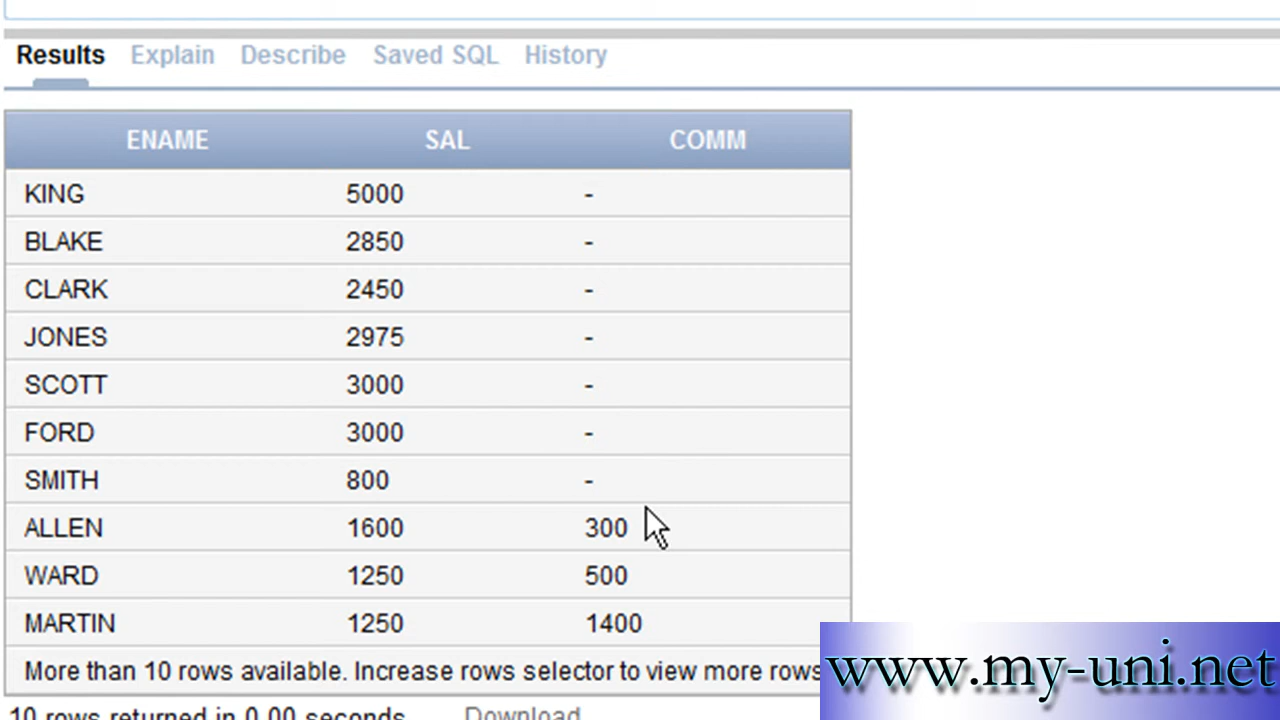 Results Explain Describe Saved SQL History
ENAME SAL COMM
KING 5000 -
BLAKE 2850 -
CLARK 2450 -
JONES 2975 -
SCOTT 3000 -
FORD 3000 -
SMITH 800 -
ALLEN 1600 300
WARD 1250 500
MARTIN 1250 1400
More than 10 rows available. Increase rows selector to view more rows
www.my-uni.net
10 rows returned in 0.00 seconds Download